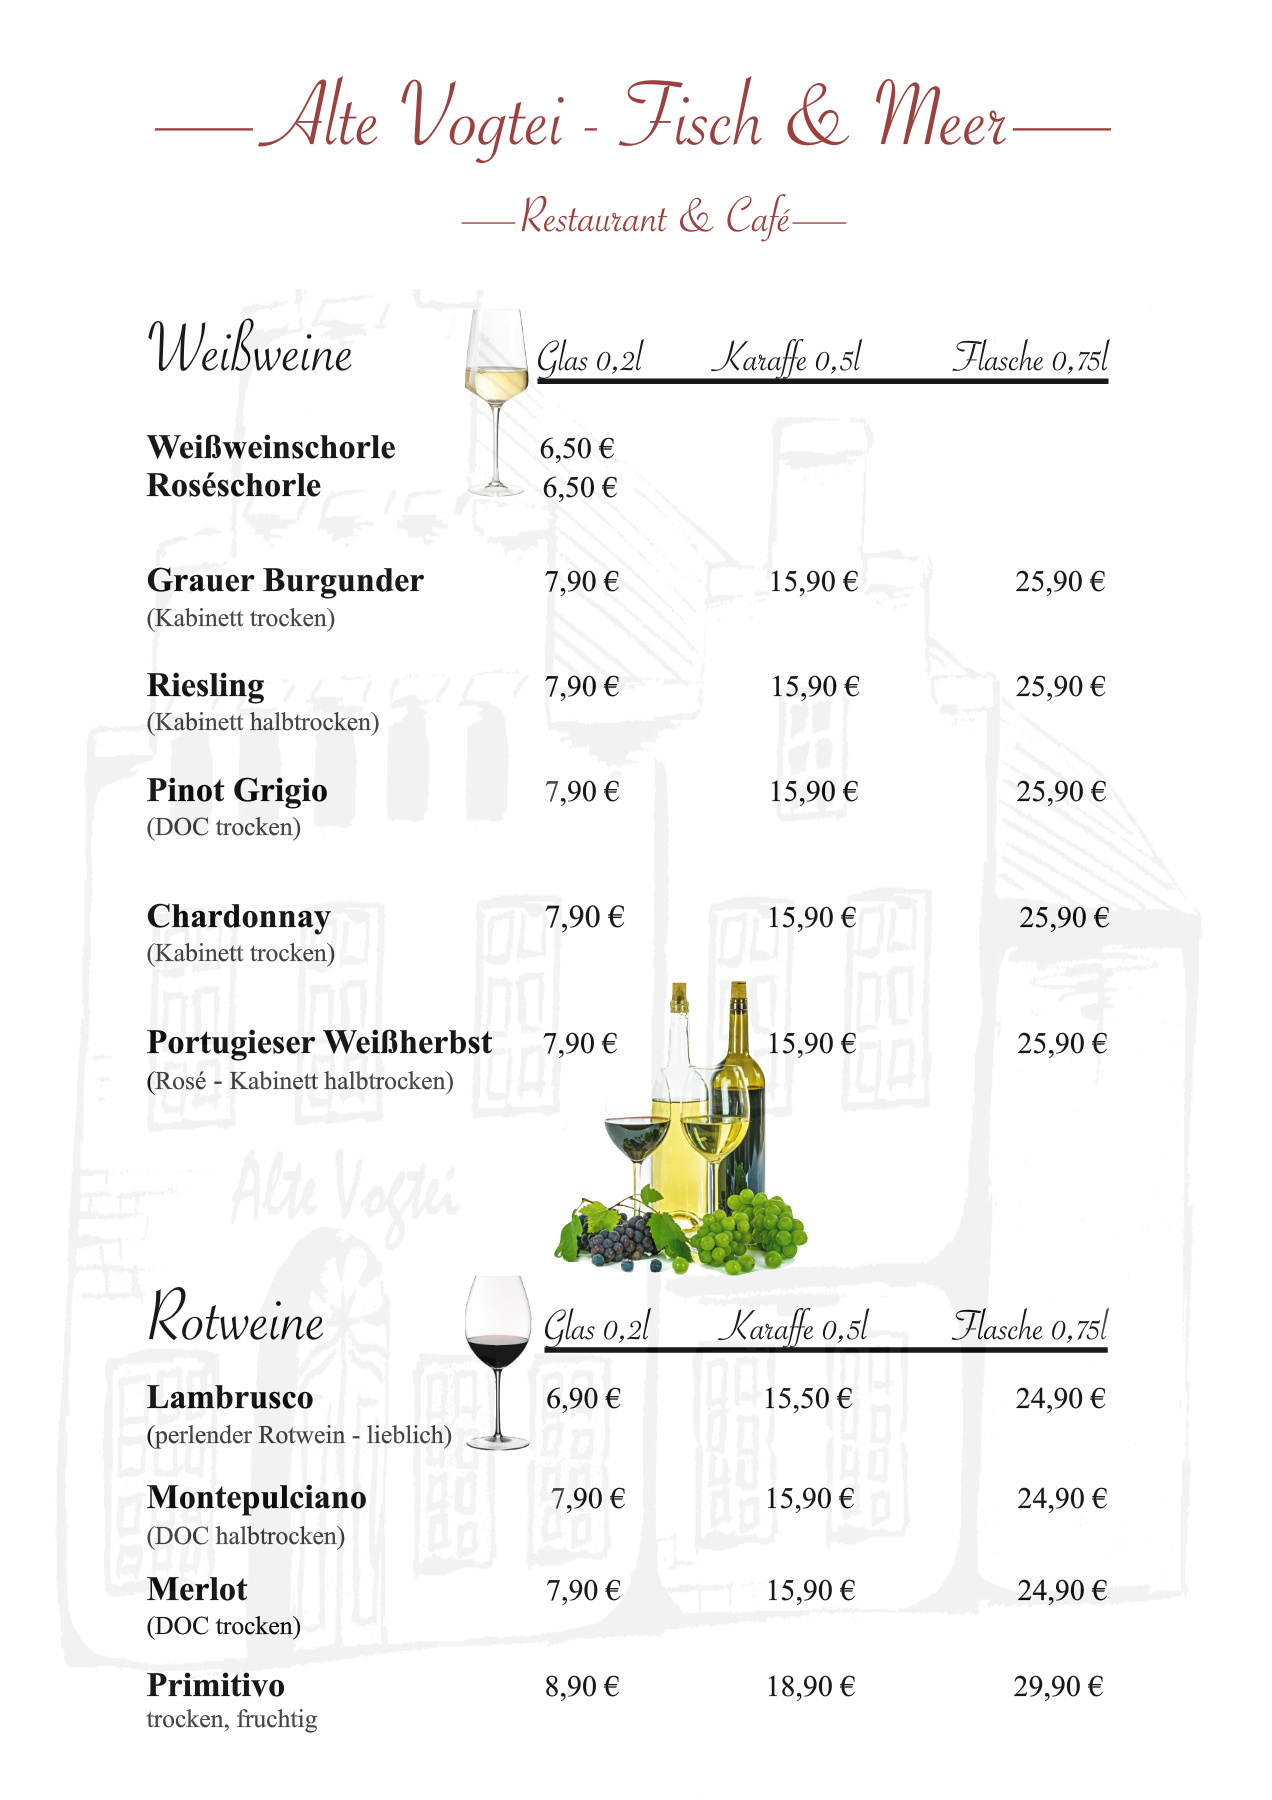 Alte Vogtei - Fisch & Meer
Restaurant & Café
Weißweine Glas 0,2l Karaffe 0,5l Flasche 0,75l
Weißweinschorle 6,50 €
Roséschorle 6,50 €
Grauer Burgunder 7,90 € 15,90 € 25,90 €
(Kabinett trocken)
Riesling 7,90 € 15,90 € 25,90 €
(Kabinett halbtrocken)
Pinot Grigio 7,90 € 15,90 € 25,90 €
(DOC trocken)
Chardonnay 7,90 € 15,90 € 25,90 €
(Kabinett trocken)
Portugieser Weißherbst 7,90 € 15,90 € 25,90 €
(Rosé - Kabinett halbtrocken)
Alte Vogtei
Rotweine Glas 0,2l Karaffe 0,5l Flasche 0,75l
Lambrusco 6,90 € 15,50 € 24,90 €
(perlender Rotwein - lieblich)
Montepulciano 7,90 € 15,90 € 24,90 €
(DOC halbtrocken)
Merlot 7,90 € 15,90 € 24,90 €
(DOC trocken)
Primitivo 8,90 € 18,90 € 29,90 €
trocken, fruchtig